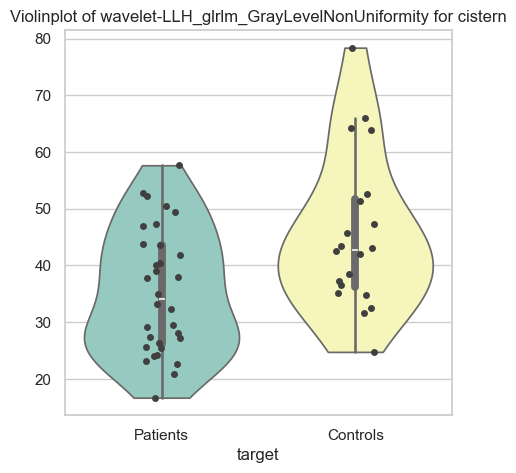 Violinplot of wavelet-LLH_glrlm_GrayLevelNonUniformity for cistern
80
70
60
50
40
30
20
Patients
Controls
target